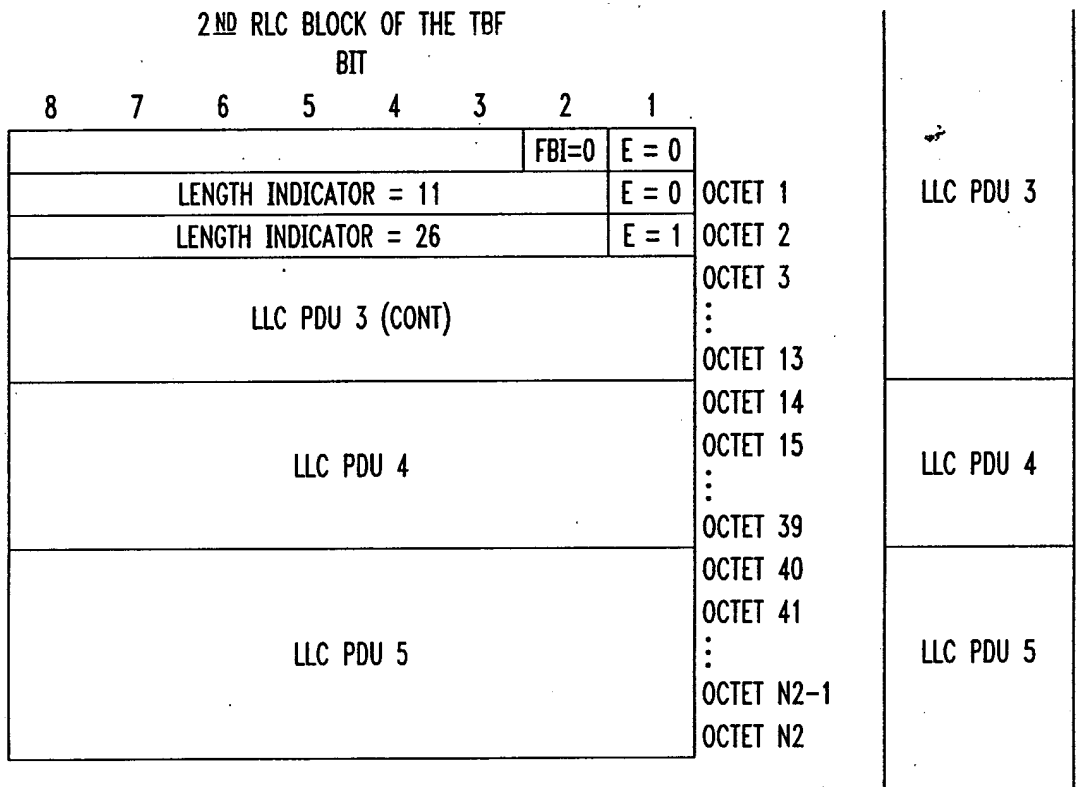 2ND RLC BLOCK OF THE TBF
BIT
8 7 6 5 4 3 2 1
FBI=0 E = 0
LENGTH INDICATOR = 11 E = 0 OCTET 1
LENGTH INDICATOR = 26 E = 1 OCTET 2
LLC PDU 3 (CONT)
OCTET 3
OCTET 13
LLC PDU 4
OCTET 14
OCTET 15
OCTET 39
LLC PDU 5
OCTET 40
OCTET 41
OCTET N2-1
OCTET N2
LLC PDU 3
LLC PDU 4
LLC PDU 5